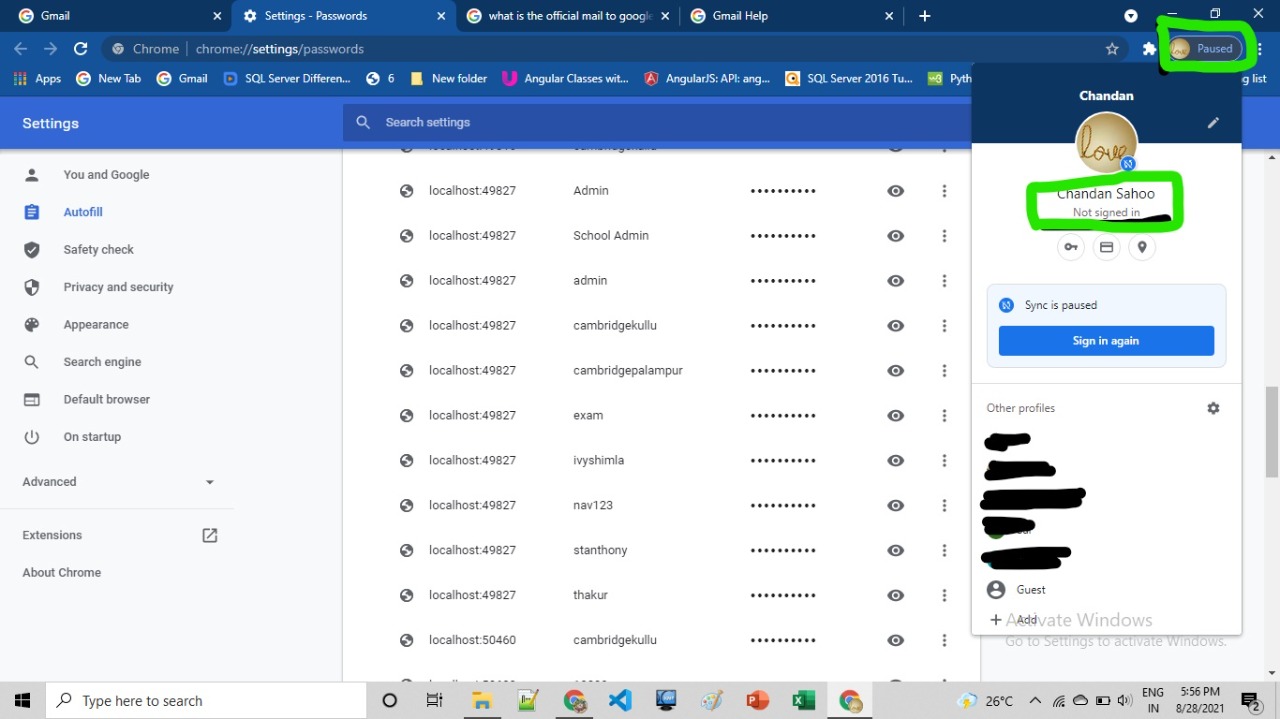 Gmail
Settings - Passwords
what is the official mail to google
Gmail Help
Chrome | chrome://settings/passwords
Paused
Apps
New Tab
Gmail
SQL Server Differen...
6
New folder
Angular Classes wit...
AngularJS: API: ang...
SQL Server 2016 Tu...
Pyth
ng list
Settings
Search settings
You and Google
Autofill
Safety check
Privacy and security
Appearance
Search engine
Default browser
On startup
Advanced
Extensions
About Chrome
localhost:49827 Admin ••••••••••
localhost:49827 School Admin ••••••••••
localhost:49827 admin ••••••••••
localhost:49827 cambridgekullu ••••••••••
localhost:49827 cambridgepalampur ••••••••••
localhost:49827 exam ••••••••••
localhost:49827 ivyshimla ••••••••••
localhost:49827 nav123 ••••••••••
localhost:49827 stanthony ••••••••••
localhost:49827 thakur ••••••••••
localhost:50460 cambridgekullu ••••••••••
Chandan
love
Chandan Sahoo
Not signed in
Sync is paused
Sign in again
Other profiles
Guest
Add
Activate Windows
Go to Settings to activate Windows.
Type here to search
26°C
ENG
IN
5:56 PM
8/28/2021
2